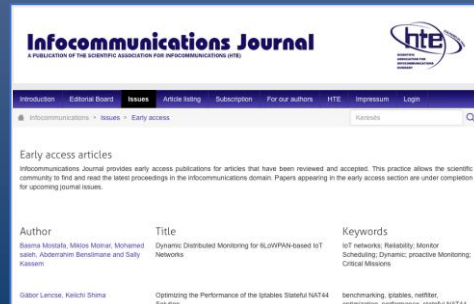 Infocommunications Journal
A PUBLICATION OF THE SCIENTIFIC ASSOCIATION FOR INFOCOMMUNICATIONS (HTE)
hte
SCIENTIFIC
ASSOCIATION FOR
INFOCOMMUNICATIONS
HUNGARY
Introduction Editorial Board Issues Article listing Subscription For our authors HTE Impressum Login
Infocommunications Issues Early access
Keresés
Early access articles
Infocommunications Journal provides early access publications for articles that have been reviewed and accepted. This practice allows the scientific
community to find and read the latest proceedings in the infocommunications domain. Papers appearing in the early access section are under completion
for upcoming journal issues.
Author Title Keywords
Basma Mostafa, Miklos Molnar, Mohamed Dynamic Distributed Monitoring for 6LoWPAN-based IoT IoT networks; Reliability; Monitor
saleh, Abderrahim Benslimane and Sally Networks Scheduling; Dynamic; proactive Monitoring;
Kassem Critical Missions
Gábor Lencse, Keiichi Shima Optimizing the Performance of the Iptables Stateful NAT44 benchmarking, iptables, netfilter,